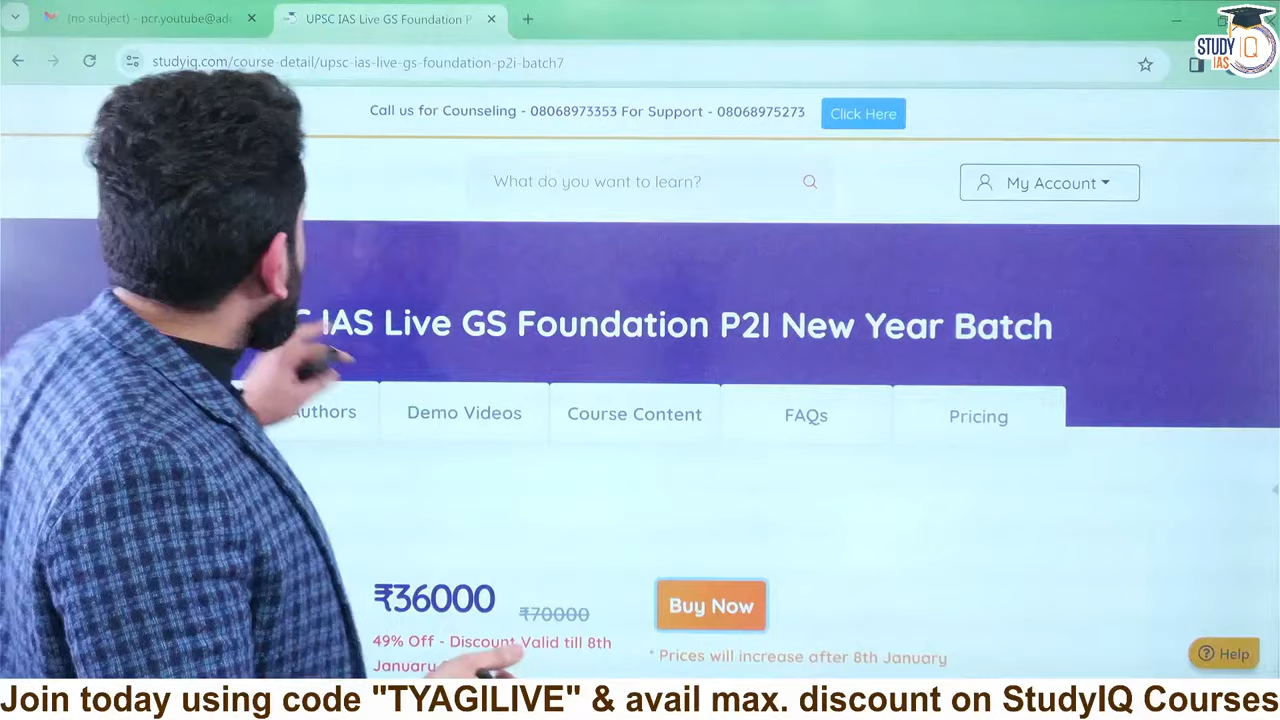 (no subject) - pcr.youtube@ad
UPSC IAS Live GS Foundation P
studyiq.com/course-detail/upsc-ias-live-gs-foundation-p2i-batch7
STUDY IQ
IAS
Call us for Counseling - 08068973353 For Support - 08068975273 Click Here
What do you want to learn?
My Account
IAS Live GS Foundation P2I New Year Batch
Authors
Demo Videos
Course Content
FAQs
Pricing
₹36000 ₹70000
Buy Now
49% Off - Discount Valid till 8th
January
* Prices will increase after 8th January
Help
Join today using code "TYAGILIVE" & avail max. discount on StudyIQ Courses